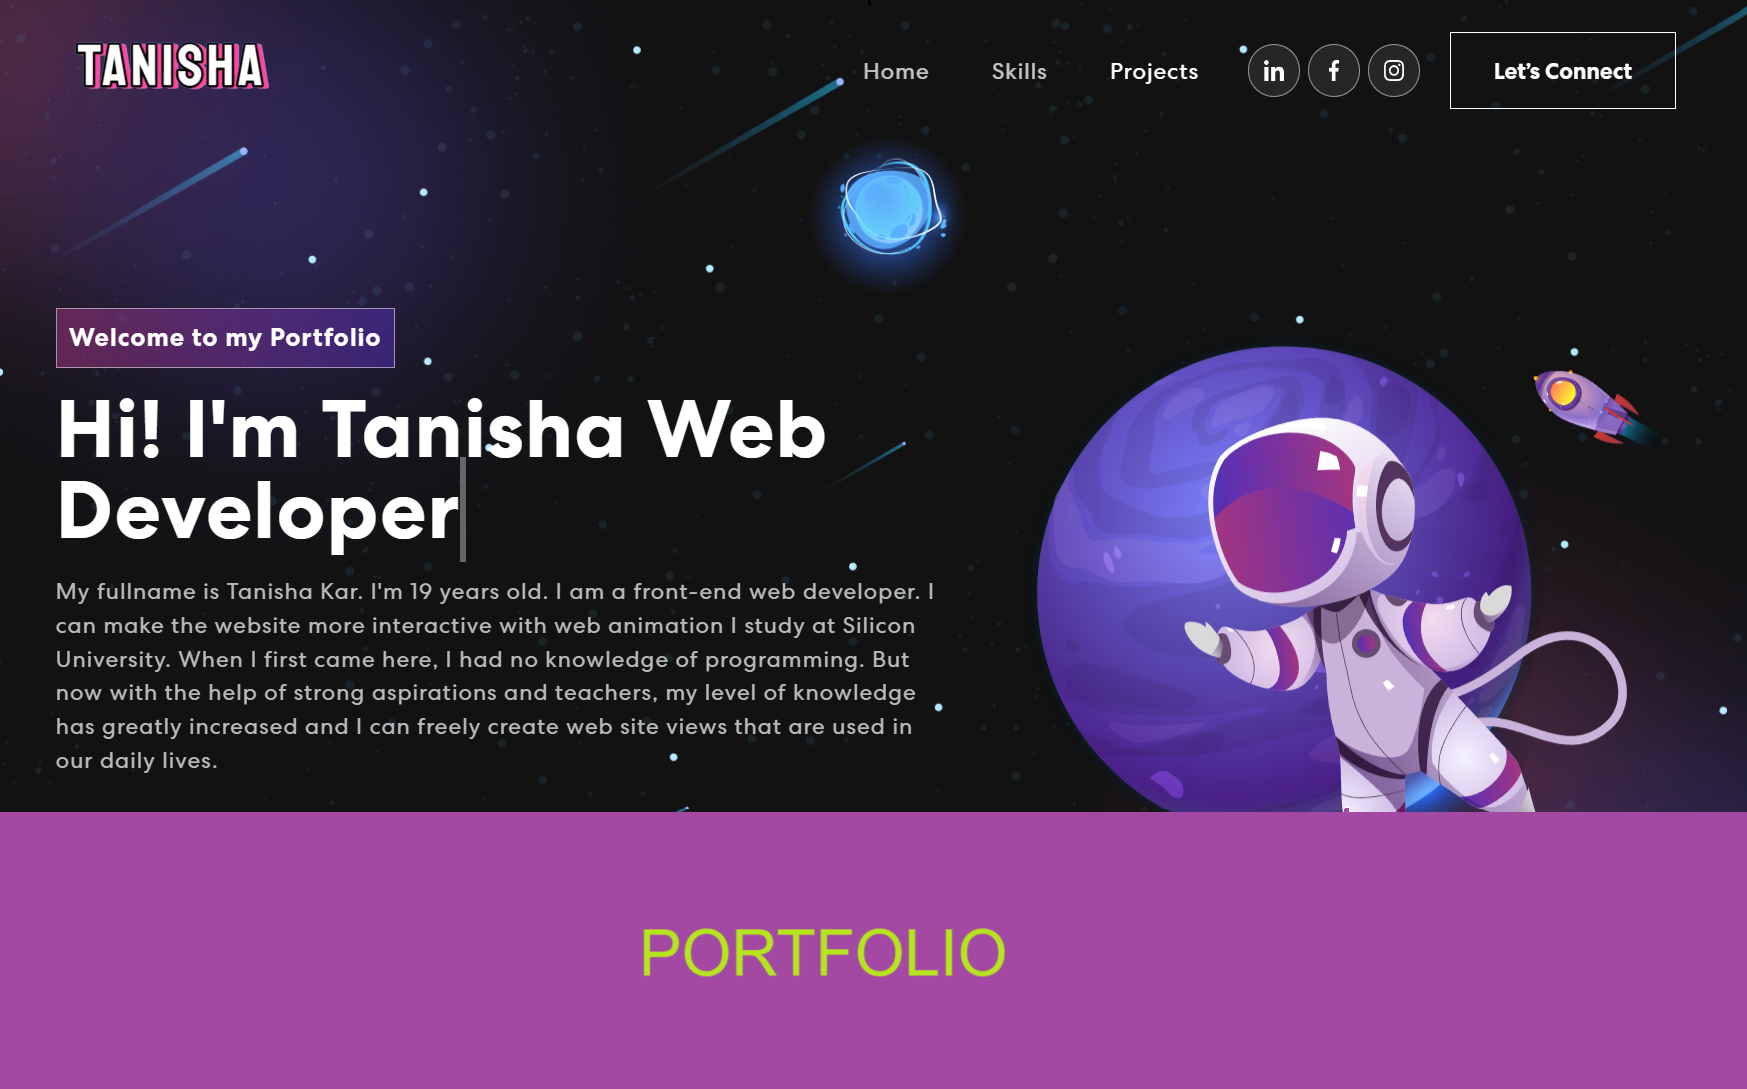 TANISHA
Home
Skills
Projects
in
f
Let's Connect
Welcome to my Portfolio
Hi! I'm Tanisha Web
Developer
My fullname is Tanisha Kar. I'm 19 years old. I am a front-end web developer. I
can make the website more interactive with web animation I study at Silicon
University. When I first came here, I had no knowledge of programming. But
now with the help of strong aspirations and teachers, my level of knowledge
has greatly increased and I can freely create web site views that are used in
our daily lives.
PORTFOLIO